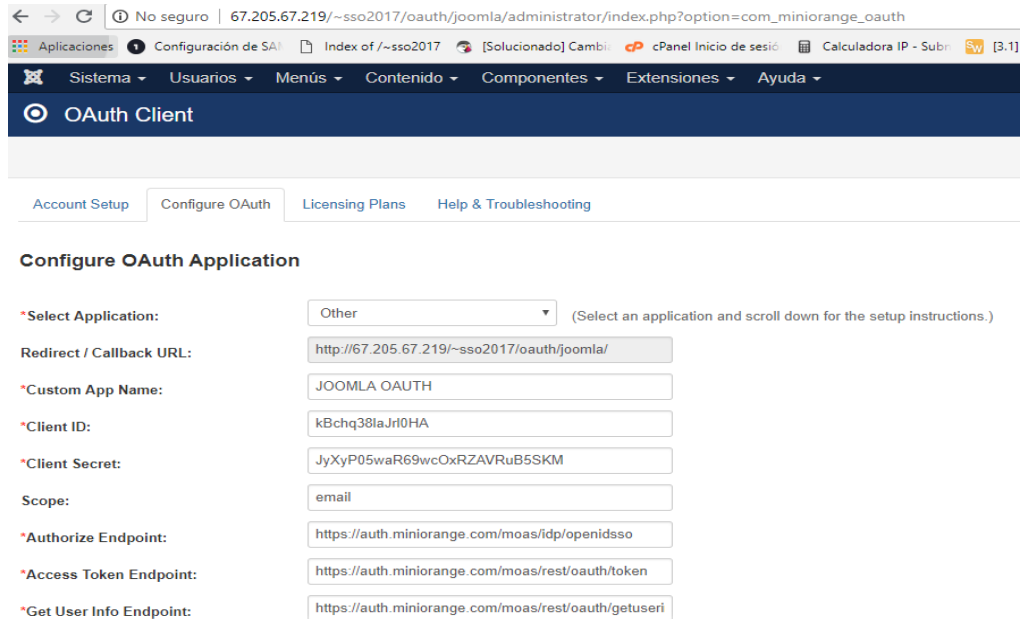 No seguro | 67.205.67.219/~sso2017/oauth/joomla/administrator/index.php?option=com_miniorange_oauth
Aplicaciones Configuración de SA Index of /~sso2017 [Solucionado] Cambi cPanel Inicio de sesió Calculadora IP - Subn SW [3.1]
Sistema Usuarios Menús Contenido Componentes Extensiones Ayuda
OAuth Client
Account Setup Configure OAuth Licensing Plans Help & Troubleshooting
Configure OAuth Application
*Select Application: Other (Select an application and scroll down for the setup instructions.)
Redirect / Callback URL: http://67.205.67.219/~sso2017/oauth/joomla/
*Custom App Name: JOOMLA OAUTH
*Client ID: kBchq38laJrl0HA
*Client Secret: JyXyP05waR69wcOxRZAVRuB5SKM
Scope: email
*Authorize Endpoint: https://auth.miniorange.com/moas/idp/openidsso
*Access Token Endpoint: https://auth.miniorange.com/moas/rest/oauth/token
*Get User Info Endpoint: https://auth.miniorange.com/moas/rest/oauth/getuseri